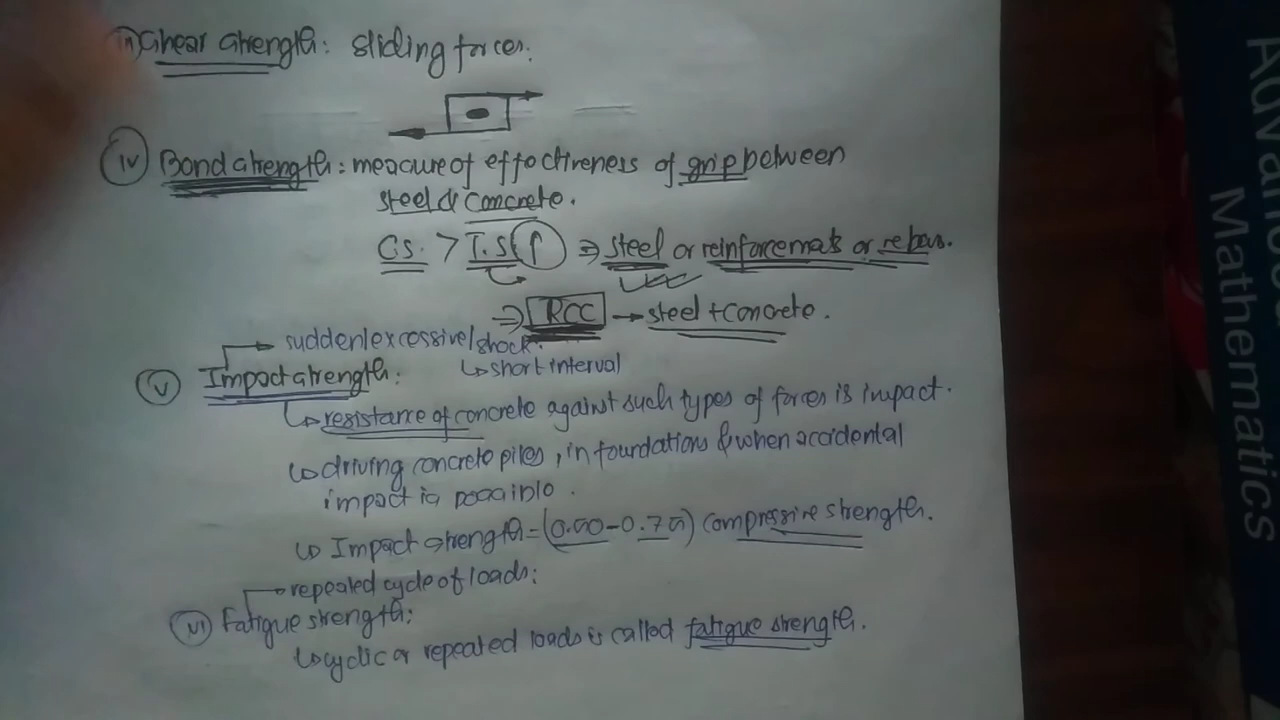 iii) Shear strength: sliding forces.
iv) Bond strength: measure of effectiveness of grip between
steel & concrete.
CS. > T.S(↑) ⇒ steel or reinforcements or rebars.
⇒ RCC → steel + concrete.
→ sudden/excessive/shock.
↳ short interval
v) Impact strength:
↳ resistance of concrete against such types of forces is impact.
↳ driving concrete piles, in foundations & when accidental
impact is possible.
↳ Impact strength = (0.50-0.75) compressive strength.
→ repeated cycle of loads:
vi) Fatigue strength:
↳ cyclic or repeated loads is called fatigue strength.
Advanced
Mathematics